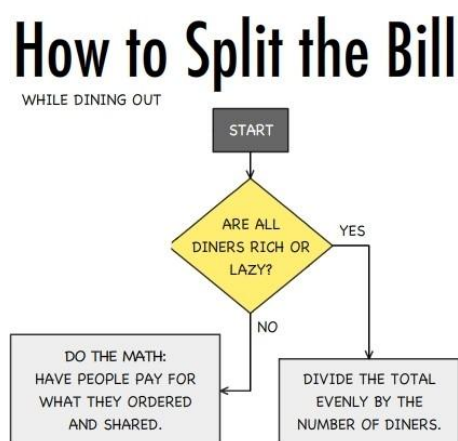 How to Split the Bill
WHILE DINING OUT
START
ARE ALL
DINERS RICH OR
LAZY?
YES
NO
DO THE MATH:
HAVE PEOPLE PAY FOR
WHAT THEY ORDERED
AND SHARED.
DIVIDE THE TOTAL
EVENLY BY THE
NUMBER OF DINERS.